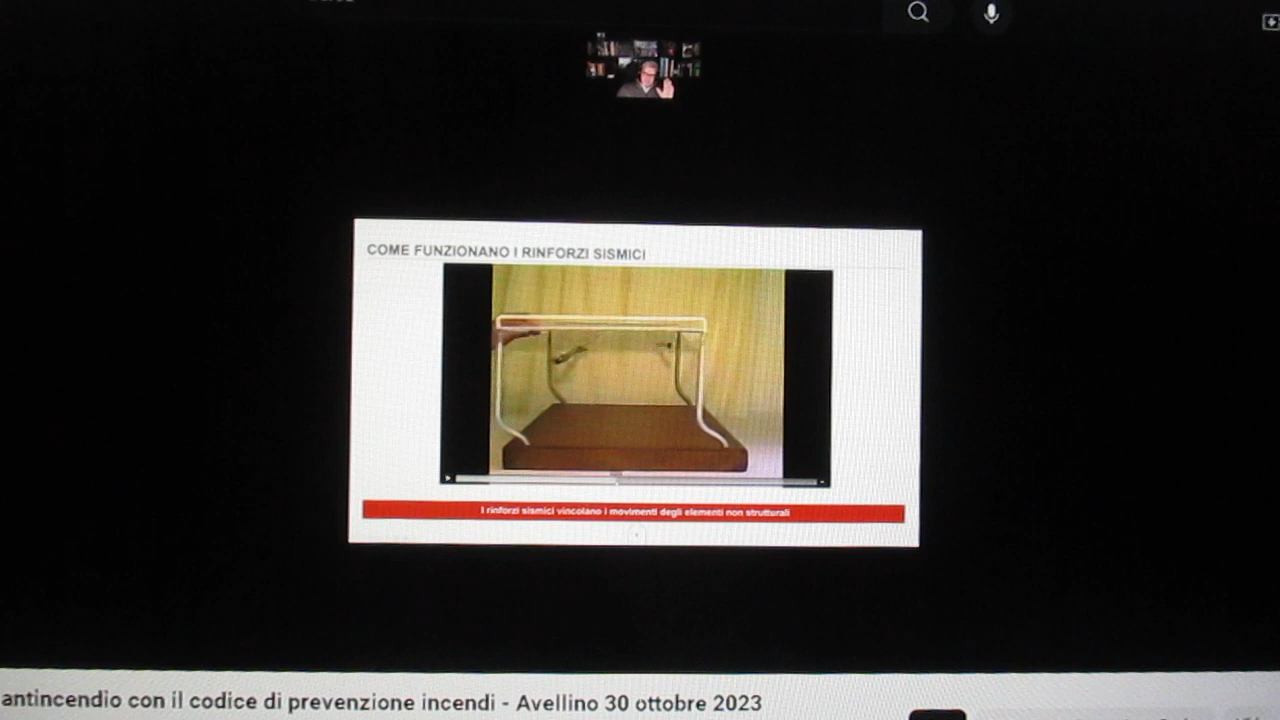 COME FUNZIONANO I RINFORZI SISMICI
I rinforzi sismici vincolano i movimenti degli elementi non strutturali
antincendio con il codice di prevenzione incendi - Avellino 30 ottobre 2023